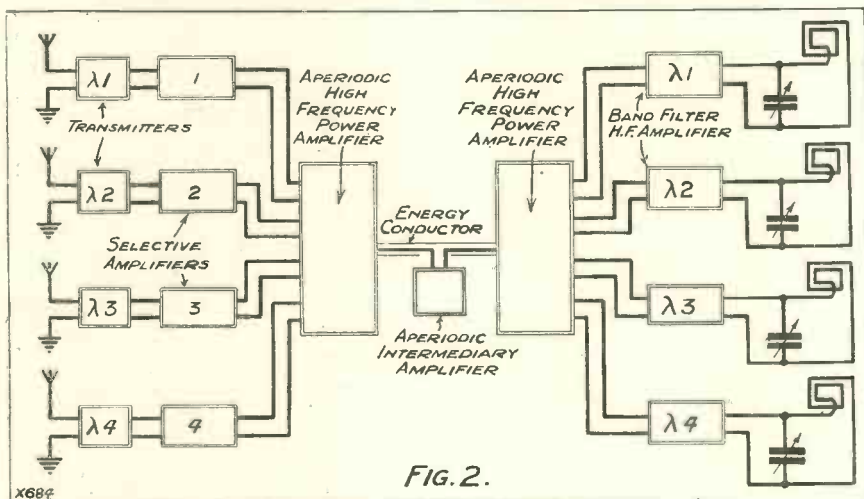 λ1
1
TRANSMITTERS
λ2
2
SELECTIVE
AMPLIFIERS
λ3
3
λ4
4
APERIODIC
HIGH
FREQUENCY
POWER
AMPLIFIER
ENERGY
CONDUCTOR
APERIODIC
INTERMEDIARY
AMPLIFIER
APERIODIC
HIGH
FREQUENCY
POWER
AMPLIFIER
λ1
BAND FILTER
H.F. AMPLIFIER
λ2
λ3
λ4
FIG. 2.
X684